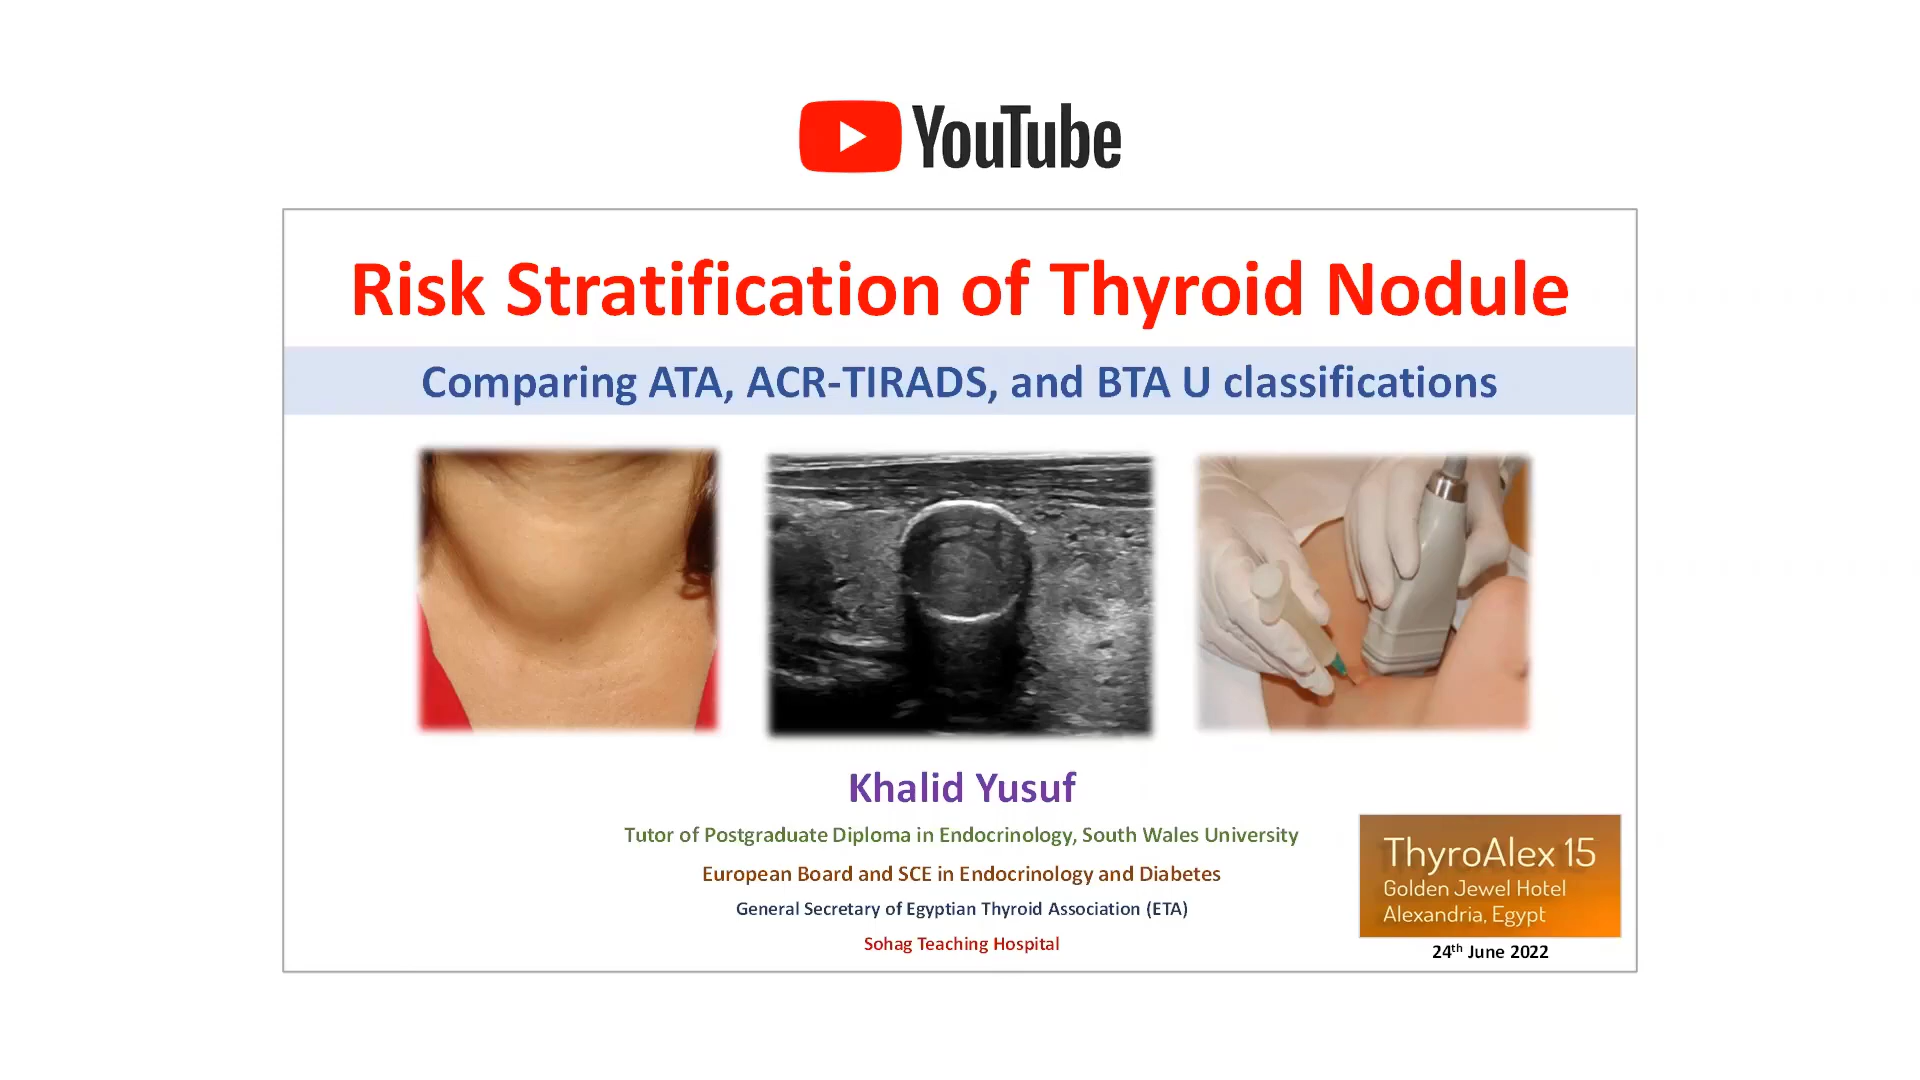 YouTube
Risk Stratification of Thyroid Nodule
Comparing ATA, ACR-TIRADS, and BTA U classifications
Khalid Yusuf
Tutor of Postgraduate Diploma in Endocrinology, South Wales University
European Board and SCE in Endocrinology and Diabetes
General Secretary of Egyptian Thyroid Association (ETA)
Sohag Teaching Hospital
ThyroAlex 15
Golden Jewel Hotel
Alexandria, Egypt
24th June 2022